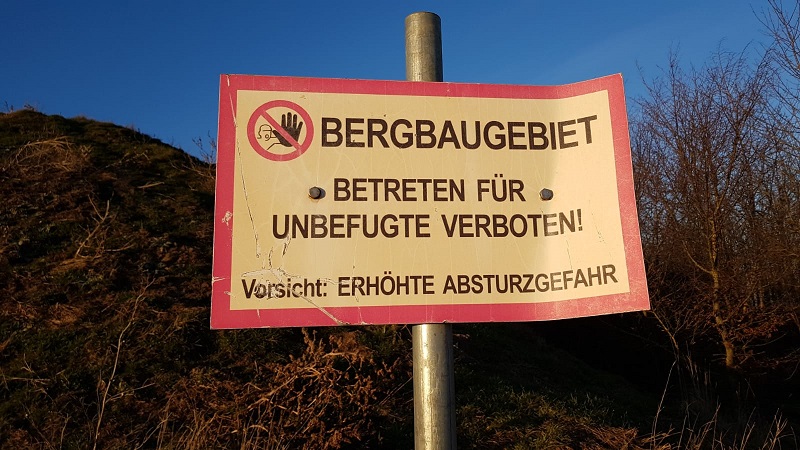 BERGBAUGEBIET
BETRETEN FÜR
UNBEFUGTE VERBOTEN!
Vorsicht: ERHÖHTE ABSTURZGEFAHR